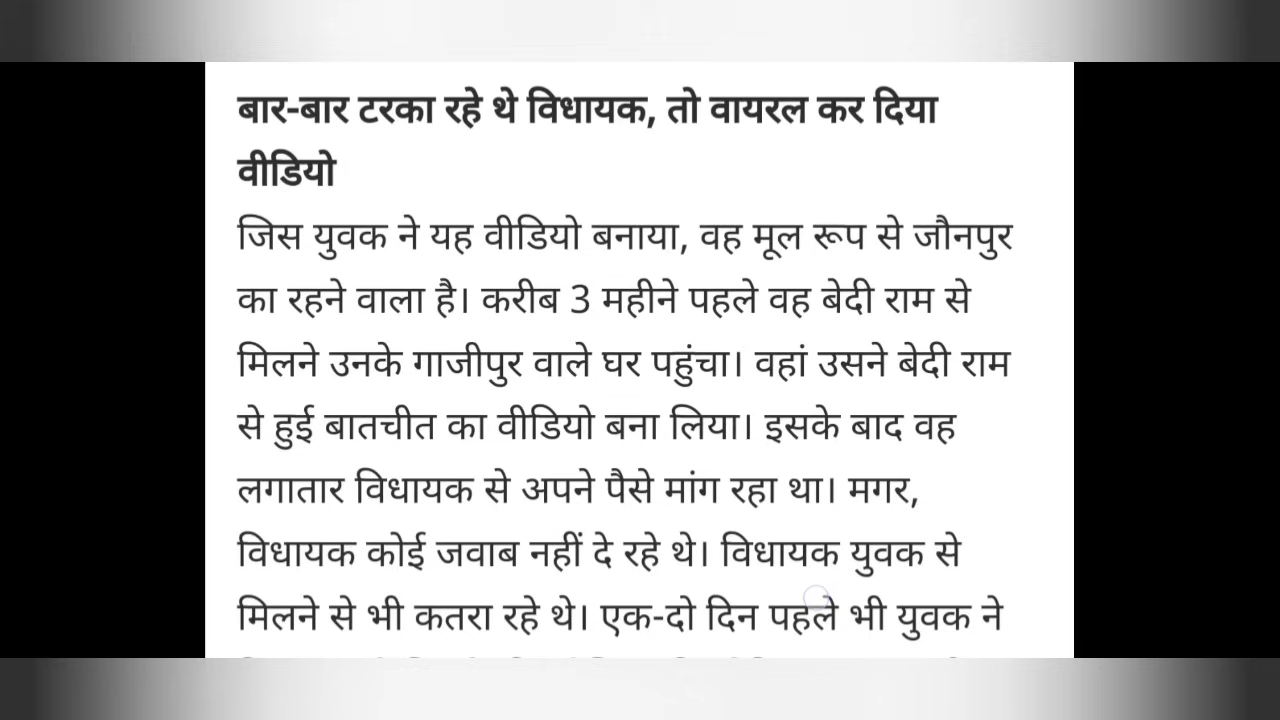 बार-बार टरका रहे थे विधायक, तो वायरल कर दिया
वीडियो
जिस युवक ने यह वीडियो बनाया, वह मूल रूप से जौनपुर
का रहने वाला है। करीब 3 महीने पहले वह बेदी राम से
मिलने उनके गाजीपुर वाले घर पहुंचा। वहां उसने बेदी राम
से हुई बातचीत का वीडियो बना लिया। इसके बाद वह
लगातार विधायक से अपने पैसे मांग रहा था। मगर,
विधायक कोई जवाब नहीं दे रहे थे। विधायक युवक से
मिलने से भी कतरा रहे थे। एक-दो दिन पहले भी युवक ने